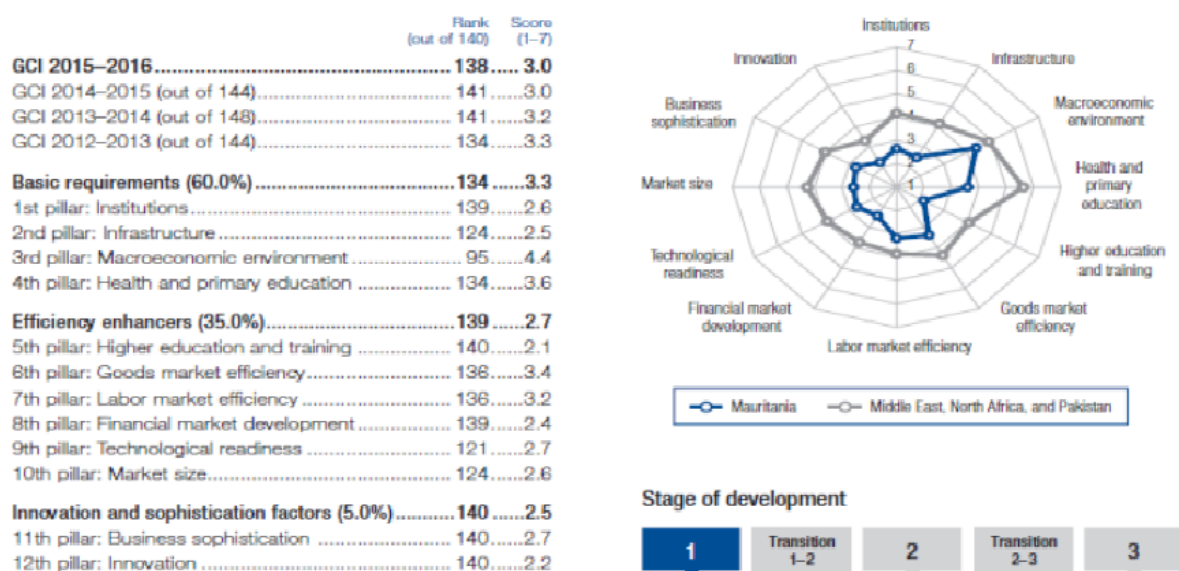 Rank Score
(out of 140) (1–7)
GCI 2015–2016 138 3.0
GCI 2014–2015 (out of 144) 141 3.0
GCI 2013–2014 (out of 148) 141 3.2
GCI 2012–2013 (out of 144) 134 3.3
Basic requirements (60.0%) 134 3.3
1st pillar: Institutions 139 2.6
2nd pillar: Infrastructure 124 2.5
3rd pillar: Macroeconomic environment 95 4.4
4th pillar: Health and primary education 134 3.6
Efficiency enhancers (35.0%) 139 2.7
5th pillar: Higher education and training 140 2.1
6th pillar: Goods market efficiency 136 3.4
7th pillar: Labor market efficiency 136 3.2
8th pillar: Financial market development 139 2.4
9th pillar: Technological readiness 121 2.7
10th pillar: Market size 124 2.6
Innovation and sophistication factors (5.0%) 140 2.5
11th pillar: Business sophistication 140 2.7
12th pillar: Innovation 140 2.2
Institutions
7
6
5
4
3
2
1
Infrastructure
Macroeconomic
environment
Health and
primary
education
Higher education
and training
Goods market
efficiency
Labor market efficiency
Financial market
development
Technological
readiness
Market size
Business
sophistication
Innovation
Mauritania Middle East, North Africa, and Pakistan
Stage of development
1
Transition
1–2
2
Transition
2–3
3